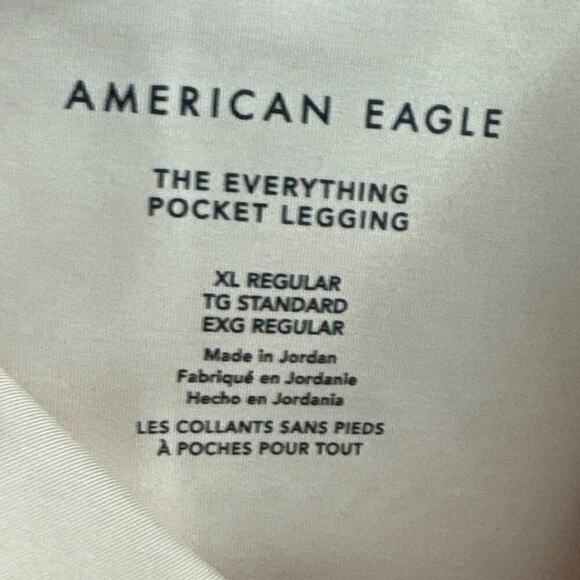 AMERICAN EAGLE
THE EVERYTHING
POCKET LEGGING
XL REGULAR
TG STANDARD
EXG REGULAR
Made in Jordan
Fabriqué en Jordanie
Hecho en Jordania
LES COLLANTS SANS PIEDS
À POCHES POUR TOUT